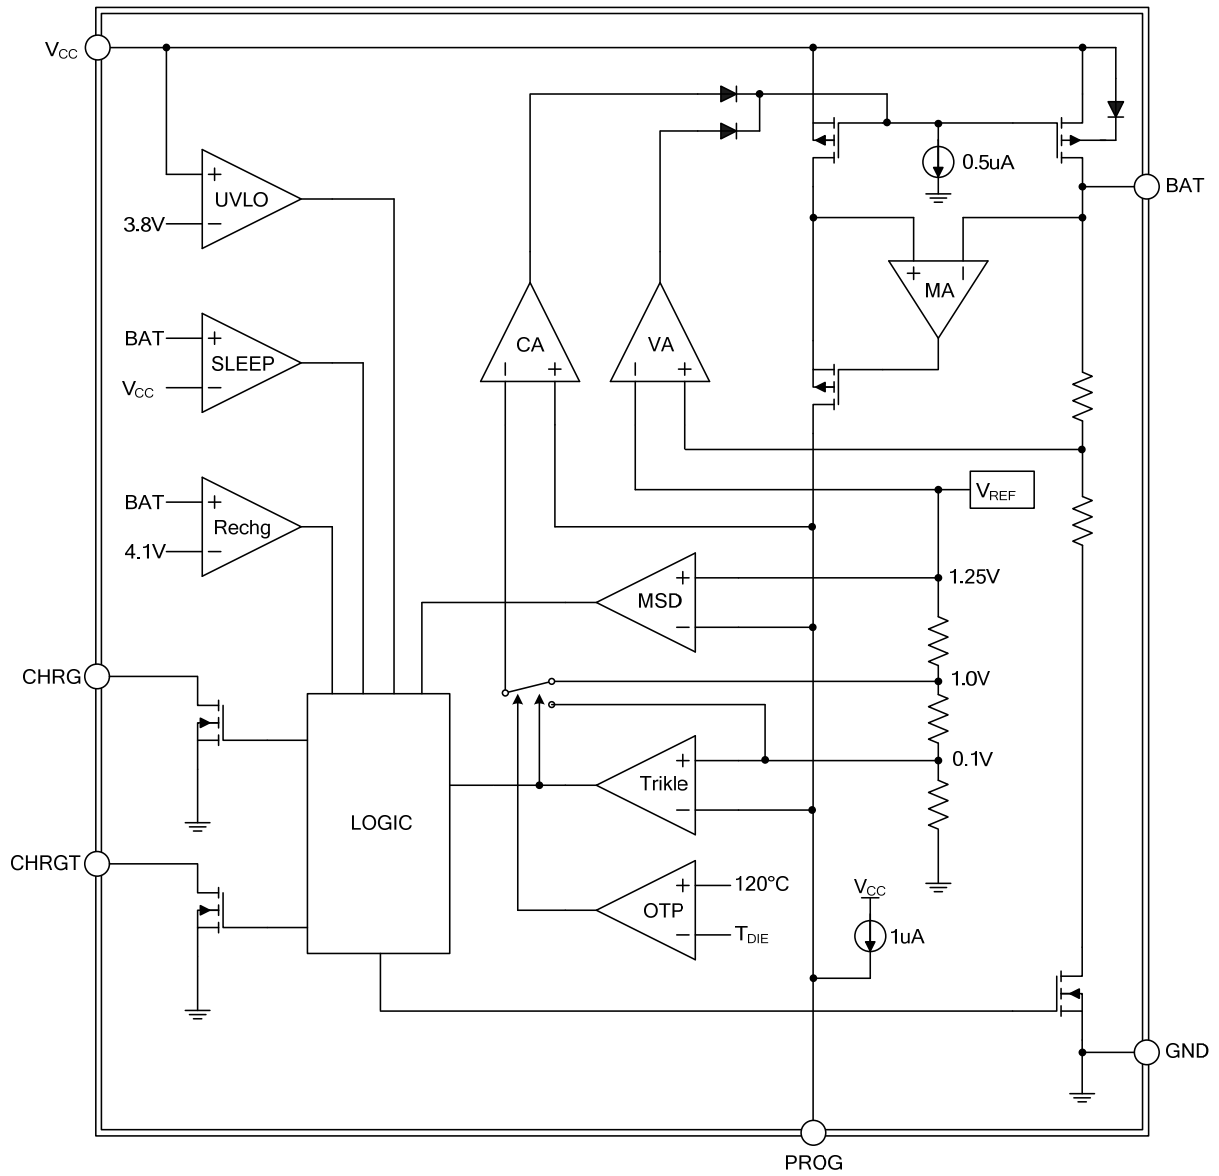 VCC
0.5uA
BAT
+
UVLO
3.8V
−
+
−
MA
BAT
+
SLEEP
VCC
−
CA
−
+
VA
−
+
BAT
+
Rechg
4.1V
−
VREF
+
MSD
−
1.25V
CHRG
1.0V
+
Trikle
−
0.1V
LOGIC
CHRGT
+
120°C
OTP
−
TDIE
VCC
1uA
GND
PROG